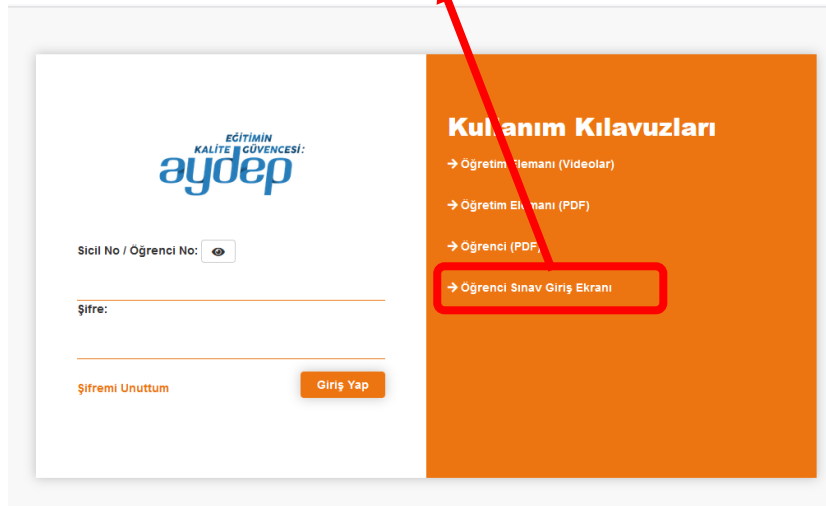 EĞİTİMİN
KALİTE GÜVENCESİ:
aydep
Sicil No / Öğrenci No:
Şifre:
Şifremi Unuttum
Giriş Yap
Kullanım Kılavuzları
→ Öğretim Elemanı (Videolar)
→ Öğretim Elemanı (PDF)
→ Öğrenci (PDF)
→ Öğrenci Sınav Giriş Ekranı